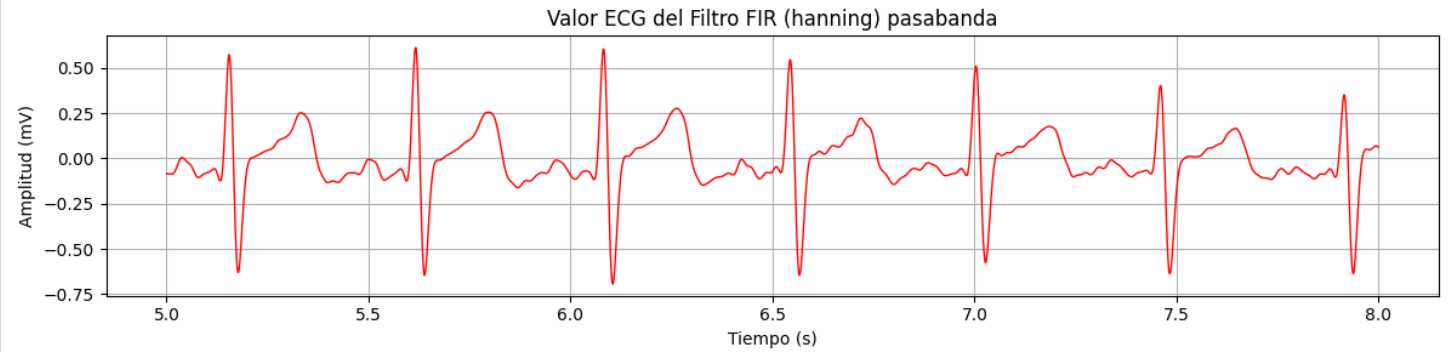 Valor ECG del Filtro FIR (hanning) pasabanda
Amplitud (mV)
0.50
0.25
0.00
−0.25
−0.50
−0.75
5.0 5.5 6.0 6.5 7.0 7.5 8.0
Tiempo (s)